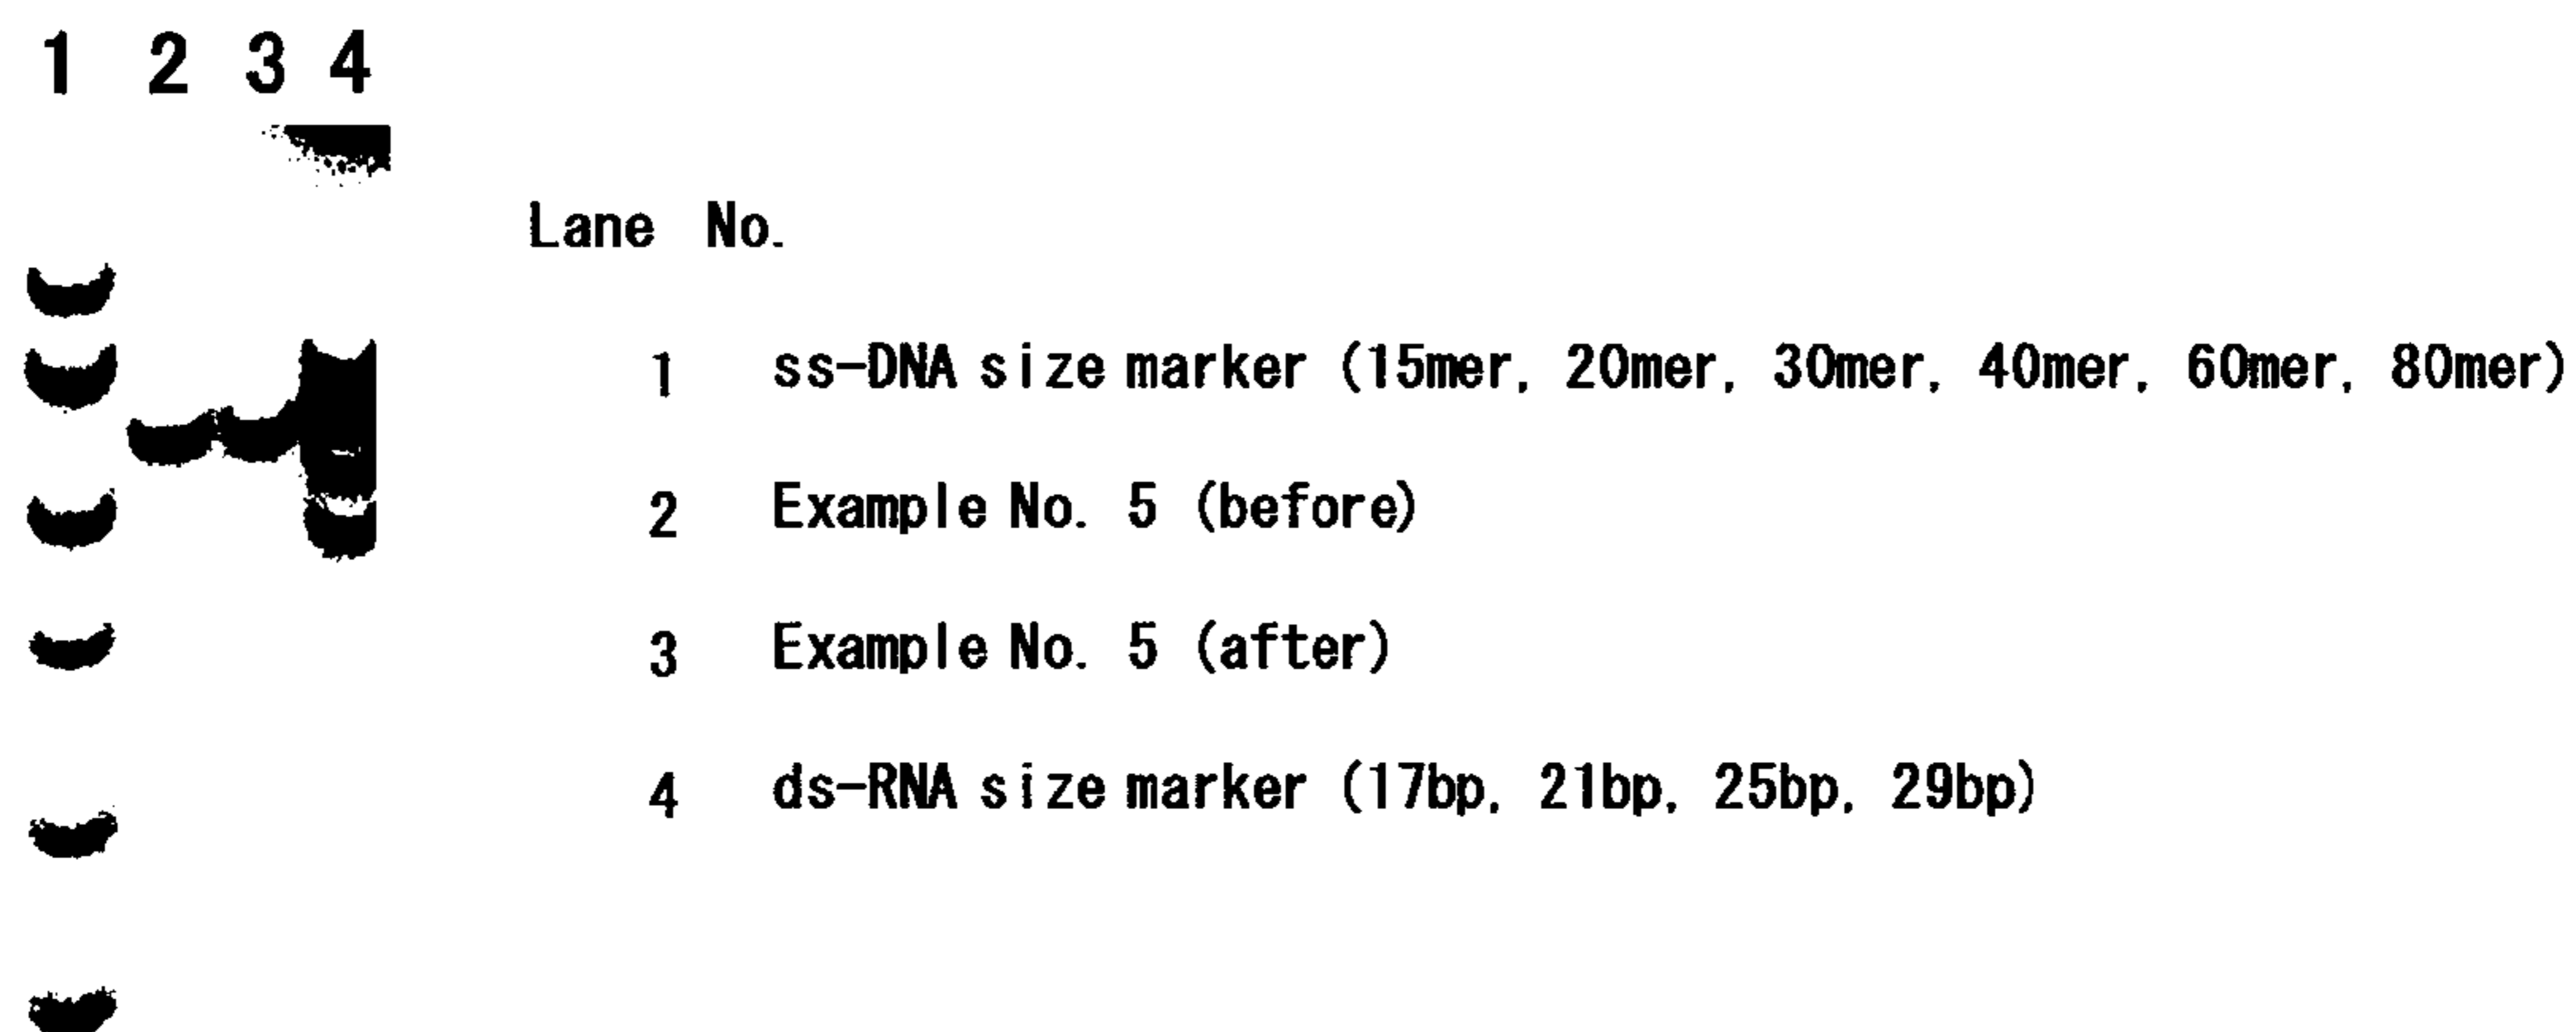 1 2 3 4
Lane No.
1 ss-DNA size marker (15mer, 20mer, 30mer, 40mer, 60mer, 80mer)
2 Example No. 5 (before)
3 Example No. 5 (after)
4 ds-RNA size marker (17bp, 21bp, 25bp, 29bp)